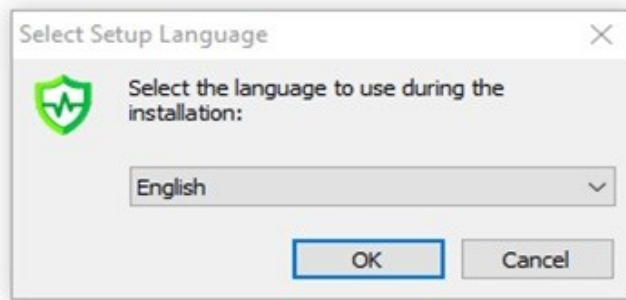 Select Setup Language
Select the language to use during the
installation:
English
OK
Cancel